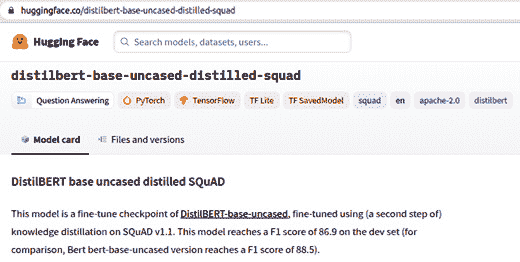 huggingface.co/distilbert-base-uncased-distilled-squad
Hugging Face
Search models, datasets, users...
distilbert-base-uncased-distilled-squad
Question Answering PyTorch TensorFlow TF Lite TF SavedModel squad en apache-2.0 distilbert
Model card Files and versions
DistilBERT base uncased distilled SQuAD
This model is a fine-tune checkpoint of DistilBERT-base-uncased, fine-tuned using (a second step of)
knowledge distillation on SQuAD v1.1. This model reaches a F1 score of 86.9 on the dev set (for
comparison, Bert bert-base-uncased version reaches a F1 score of 88.5).